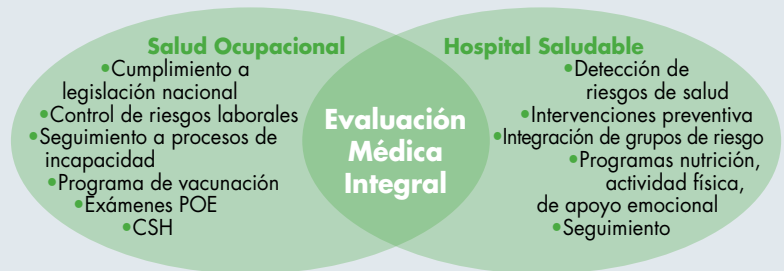 Salud Ocupacional
•Cumplimiento a
legislación nacional
•Control de riesgos laborales
•Seguimiento a procesos de
incapacidad
•Programa de vacunación
•Exámenes POE
•CSH
Evaluación
Médica
Integral
Hospital Saludable
•Detección de
riesgos de salud
•Intervenciones preventiva
•Integración de grupos de riesgo
•Programas nutrición,
actividad física,
de apoyo emocional
•Seguimiento